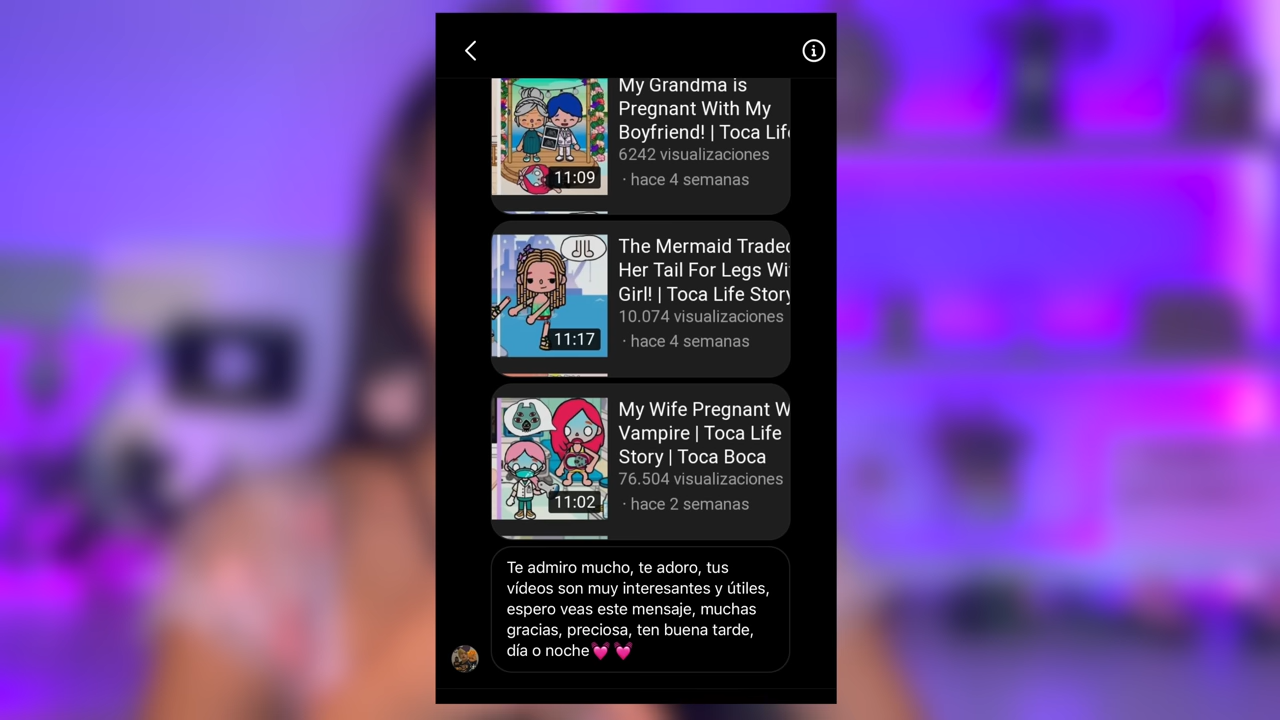 My Grandma is
Pregnant With My
Boyfriend! | Toca Life
6242 visualizaciones
· hace 4 semanas
11:09
The Mermaid Traded
Her Tail For Legs Wi
Girl! | Toca Life Story
10.074 visualizaciones
· hace 4 semanas
11:17
My Wife Pregnant W
Vampire | Toca Life
Story | Toca Boca
76.504 visualizaciones
· hace 2 semanas
11:02
Te admiro mucho, te adoro, tus
vídeos son muy interesantes y útiles,
espero veas este mensaje, muchas
gracias, preciosa, ten buena tarde,
día o noche💓 💓